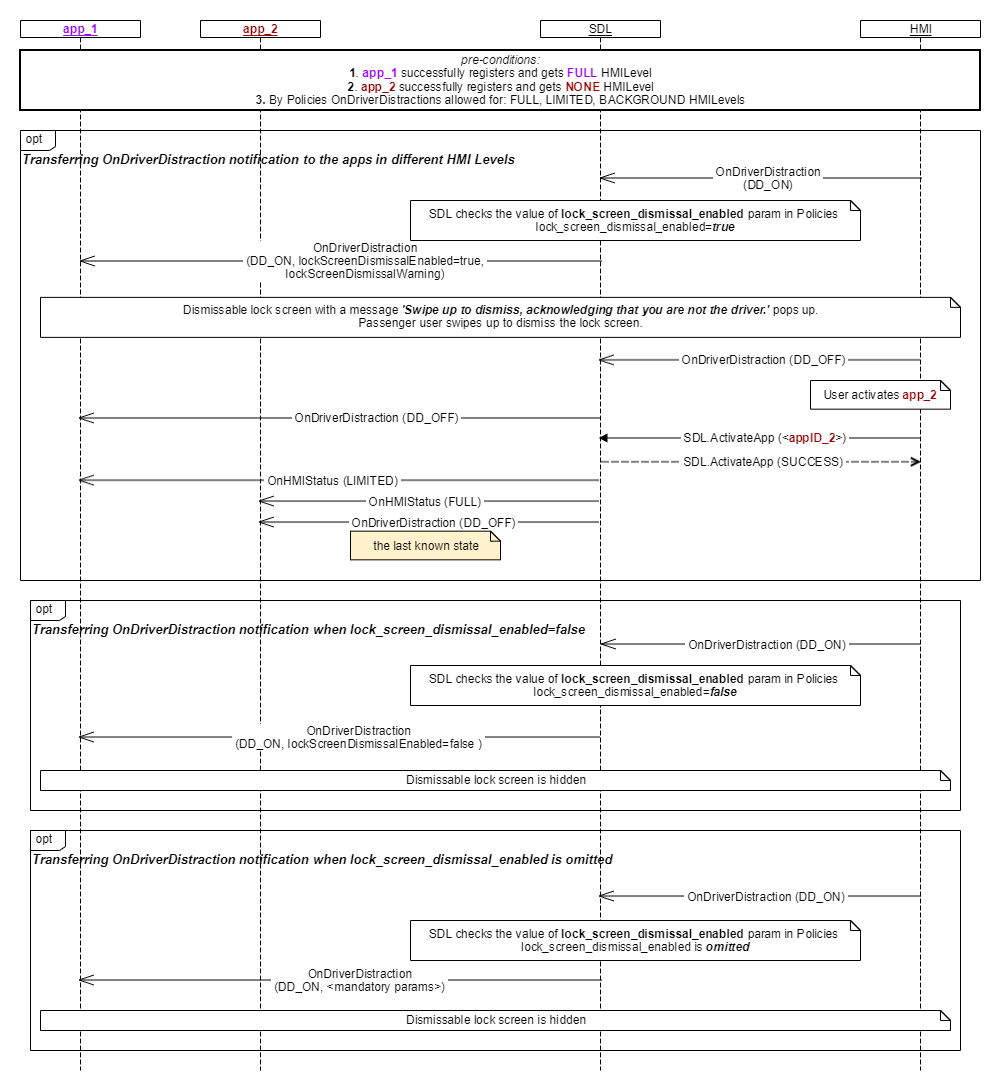 app_1
app_2
SDL
HMI
pre-conditions:
1. app_1 successfully registers and gets FULL HMILevel
2. app_2 successfully registers and gets NONE HMILevel
3. By Policies OnDriverDistractions allowed for: FULL, LIMITED, BACKGROUND HMILevels
opt
Transferring OnDriverDistraction notification to the apps in different HMI Levels
OnDriverDistraction
(DD_ON)
SDL checks the value of lock_screen_dismissal_enabled param in Policies
lock_screen_dismissal_enabled=true
OnDriverDistraction
(DD_ON, lockScreenDismissalEnabled=true,
lockScreenDismissalWarning)
Dismissable lock screen with a message 'Swipe up to dismiss, acknowledging that you are not the driver.' pops up.
Passenger user swipes up to dismiss the lock screen.
OnDriverDistraction (DD_OFF)
User activates app_2
OnDriverDistraction (DD_OFF)
SDL.ActivateApp (<appID_2>)
SDL.ActivateApp (SUCCESS)
OnHMIStatus (LIMITED)
OnHMIStatus (FULL)
OnDriverDistraction (DD_OFF)
the last known state
opt
Transferring OnDriverDistraction notification when lock_screen_dismissal_enabled=false
OnDriverDistraction (DD_ON)
SDL checks the value of lock_screen_dismissal_enabled param in Policies
lock_screen_dismissal_enabled=false
OnDriverDistraction
(DD_ON, lockScreenDismissalEnabled=false )
Dismissable lock screen is hidden
opt
Transferring OnDriverDistraction notification when lock_screen_dismissal_enabled is omitted
OnDriverDistraction (DD_ON)
SDL checks the value of lock_screen_dismissal_enabled param in Policies
lock_screen_dismissal_enabled is omitted
OnDriverDistraction
(DD_ON, <mandatory params>)
Dismissable lock screen is hidden